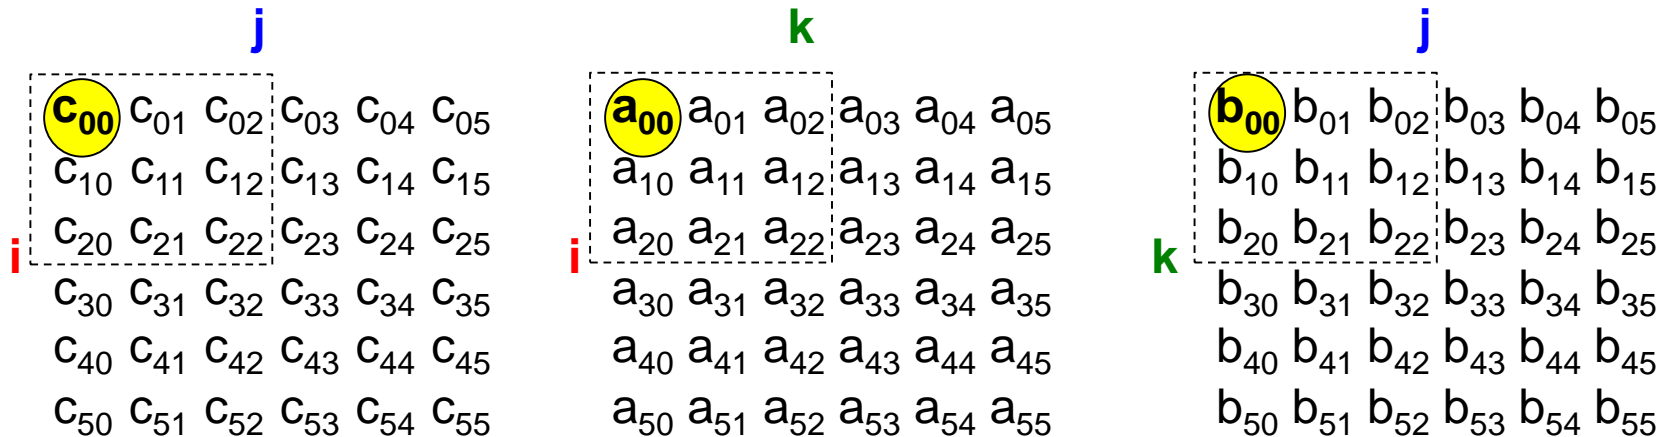 j k j
c00 c01 c02 c03 c04 c05 a00 a01 a02 a03 a04 a05 b00 b01 b02 b03 b04 b05
c10 c11 c12 c13 c14 c15 a10 a11 a12 a13 a14 a15 b10 b11 b12 b13 b14 b15
i c20 c21 c22 c23 c24 c25 i a20 a21 a22 a23 a24 a25 k b20 b21 b22 b23 b24 b25
c30 c31 c32 c33 c34 c35 a30 a31 a32 a33 a34 a35 b30 b31 b32 b33 b34 b35
c40 c41 c42 c43 c44 c45 a40 a41 a42 a43 a44 a45 b40 b41 b42 b43 b44 b45
c50 c51 c52 c53 c54 c55 a50 a51 a52 a53 a54 a55 b50 b51 b52 b53 b54 b55